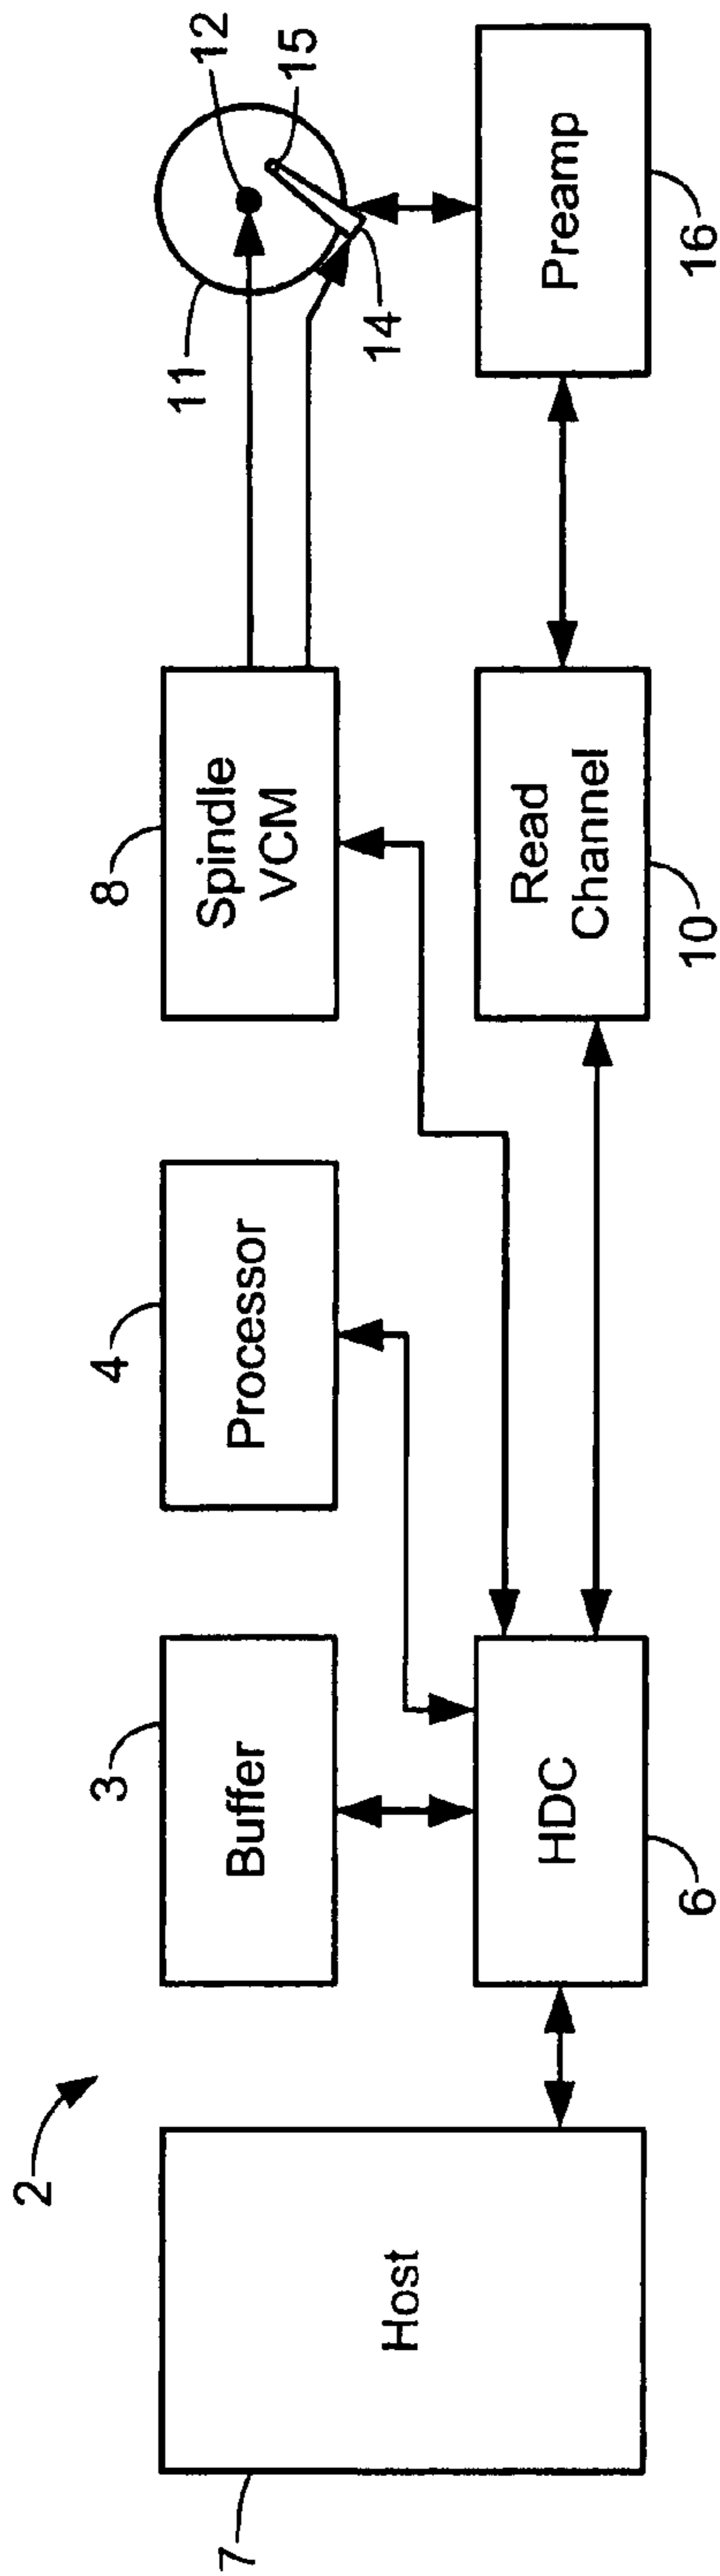 2
7
Host
3
Buffer
4
Processor
8
Spindle
VCM
11
12
15
14
HDC
6
Read
Channel
10
Preamp
16